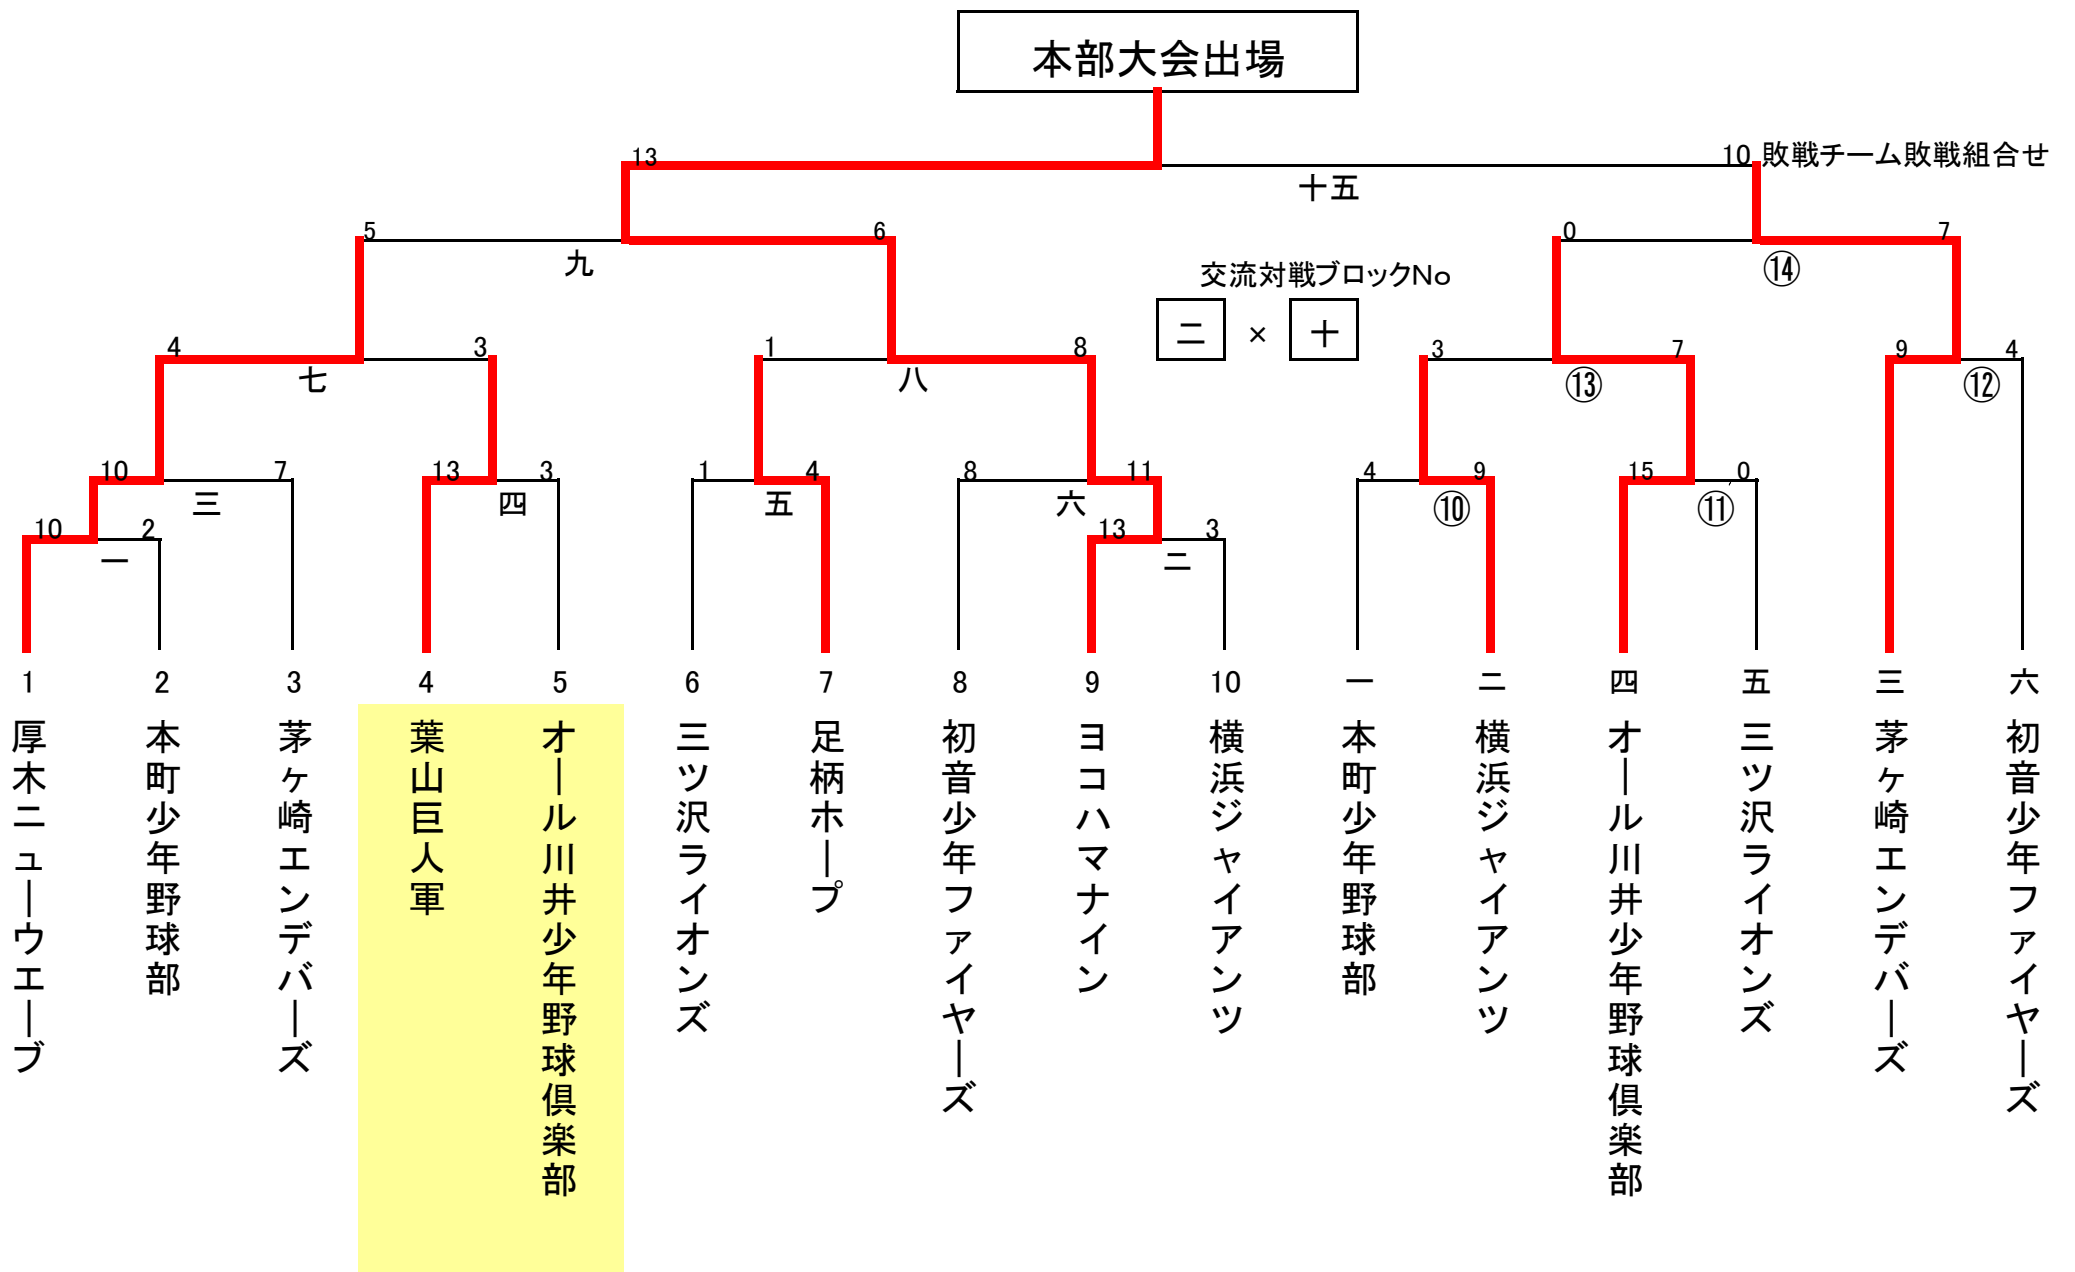 本部大会出場
13
10 敗戦チーム敗戦組合せ
十五
5
6
0
7
九
⑭
交流対戦ブロックNo
二 × 十
4
3
1
8
3
7
9
4
七
八
⑬
⑫
10
7
13
3
1
4
8
11
4
9
15
0
三
四
五
六
⑩
⑪
10
2
13
3
一
二
1
2
3
4
5
6
7
8
9
10
一
二
四
五
三
六
厚木ニューウエーブ
本町少年野球部
茅ヶ崎エンデバーズ
葉山巨人軍
オール川井少年野球倶楽部
三ツ沢ライオンズ
足柄ホープ
初音少年ファイヤーズ
ヨコハマナイン
横浜ジャイアンツ
本町少年野球部
横浜ジャイアンツ
オール川井少年野球倶楽部
三ツ沢ライオンズ
茅ヶ崎エンデバーズ
初音少年ファイヤーズ